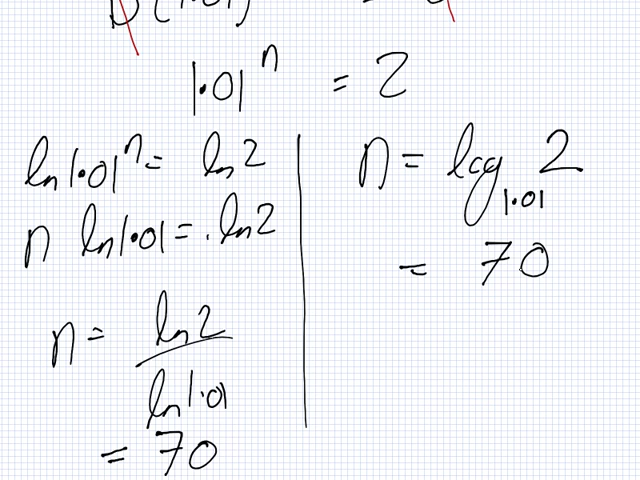 1.01^n = 2
ln 1.01^n = ln 2
n ln 1.01 = ln 2
n = ln 2 / ln 1.01
= 70
n = log_1.01 2
= 70